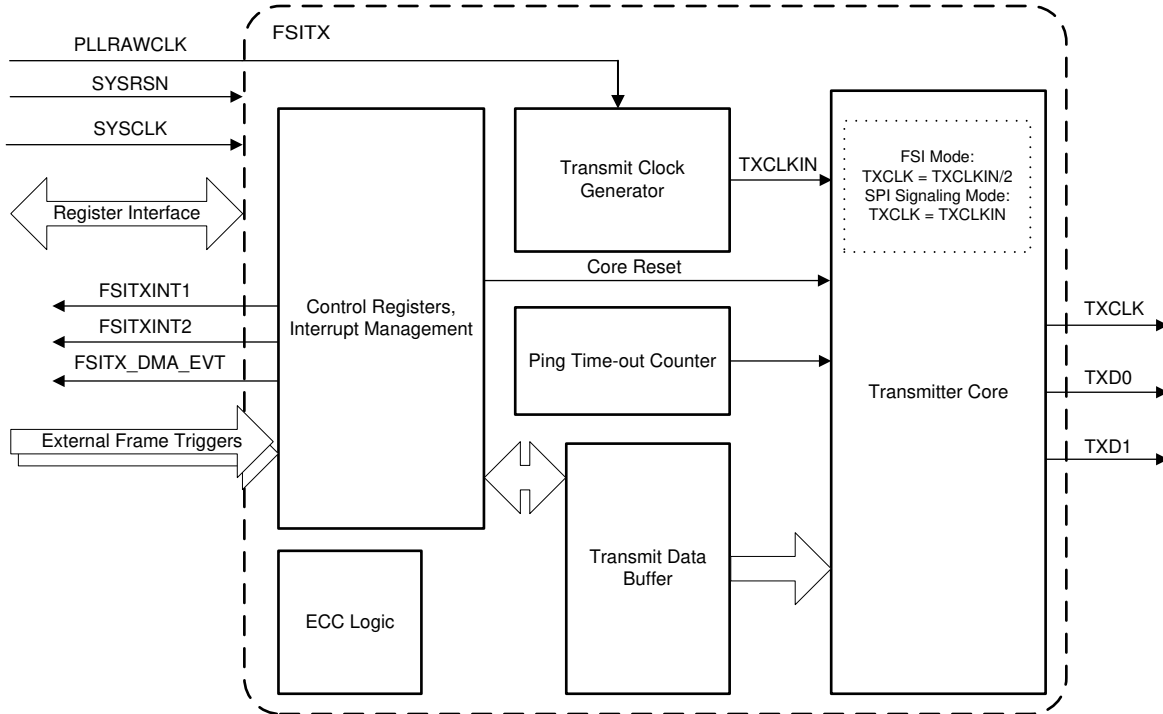 FSITX
PLLRAWCLK
SYSRSN
SYSCLK
Register Interface
FSITXINT1
FSITXINT2
FSITX_DMA_EVT
External Frame Triggers
Control Registers,
Interrupt Management
ECC Logic
Transmit Clock
Generator
TXCLKIN
Core Reset
Ping Time-out Counter
Transmit Data
Buffer
FSI Mode:
TXCLK = TXCLKIN/2
SPI Signaling Mode:
TXCLK = TXCLKIN
Transmitter Core
TXCLK
TXD0
TXD1